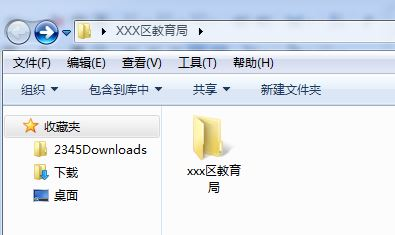 XXX区教育局
文件(F) 编辑(E) 查看(V) 工具(T) 帮助(H)
组织 包含到库中 共享 新建文件夹
收藏夹
2345Downloads
下载
桌面
xxx区教育
局